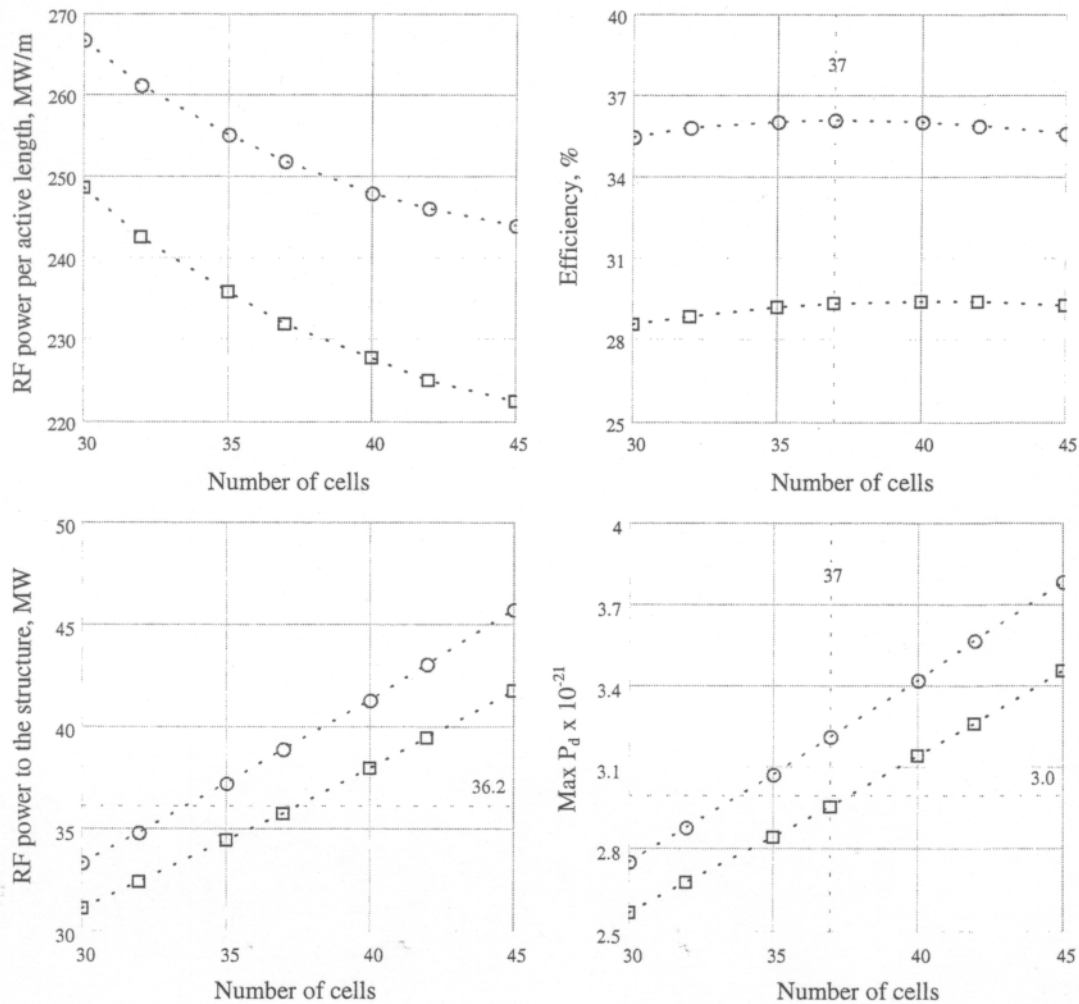 RF power per active length, MW/m
270
260
250
240
230
220
30 35 40 45
Number of cells
Efficiency, %
40
37
34
31
28
25
37
30 35 40 45
Number of cells
RF power to the structure, MW
50
45
40
35
30
36.2
30 35 40 45
Number of cells
Max P_d x 10^-21
4
3.7
3.4
3.1
2.8
2.5
37
3.0
30 35 40 45
Number of cells